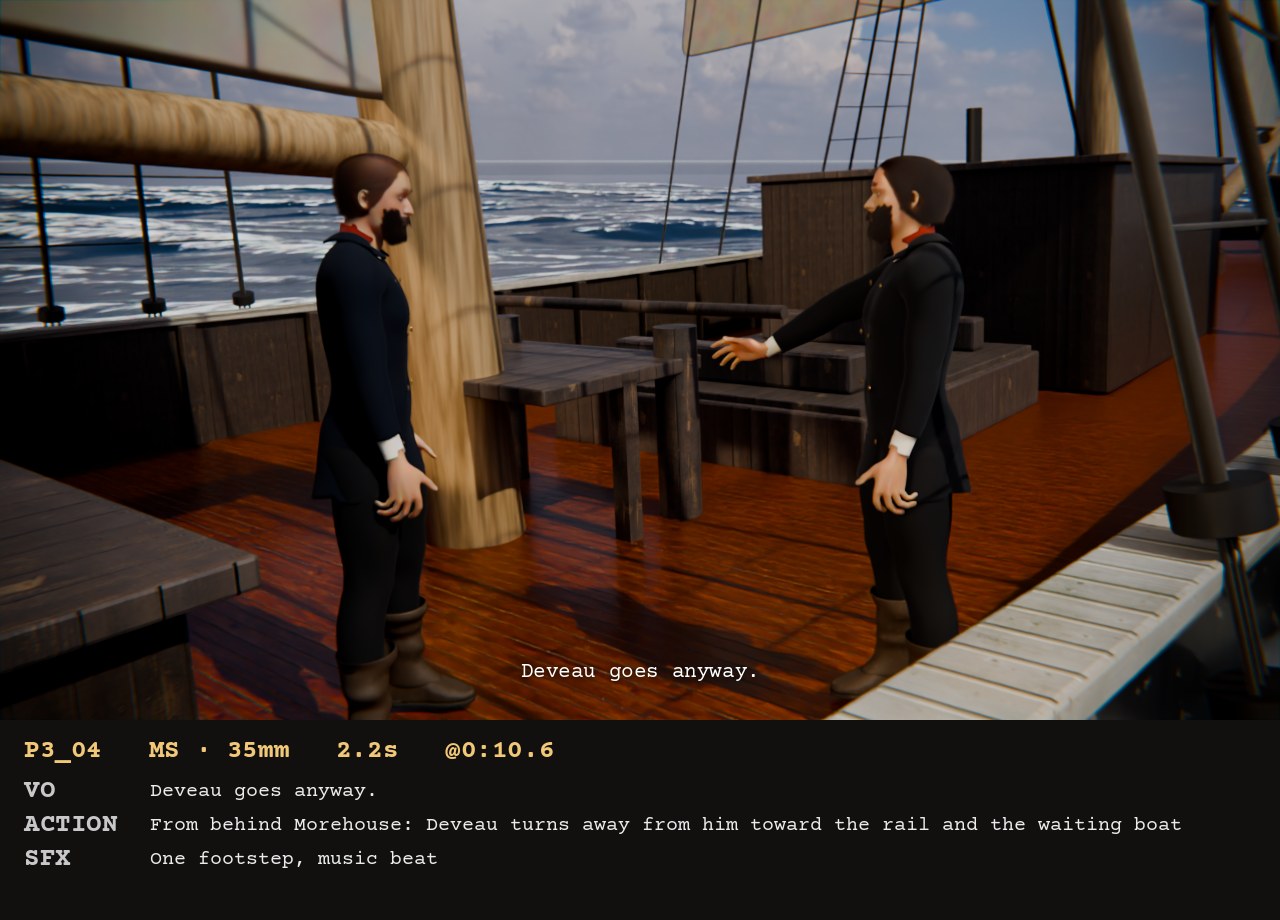 Deveau goes anyway.
P3_04 MS · 35mm 2.2s @0:10.6
VO Deveau goes anyway.
ACTION From behind Morehouse: Deveau turns away from him toward the rail and the waiting boat
SFX One footstep, music beat